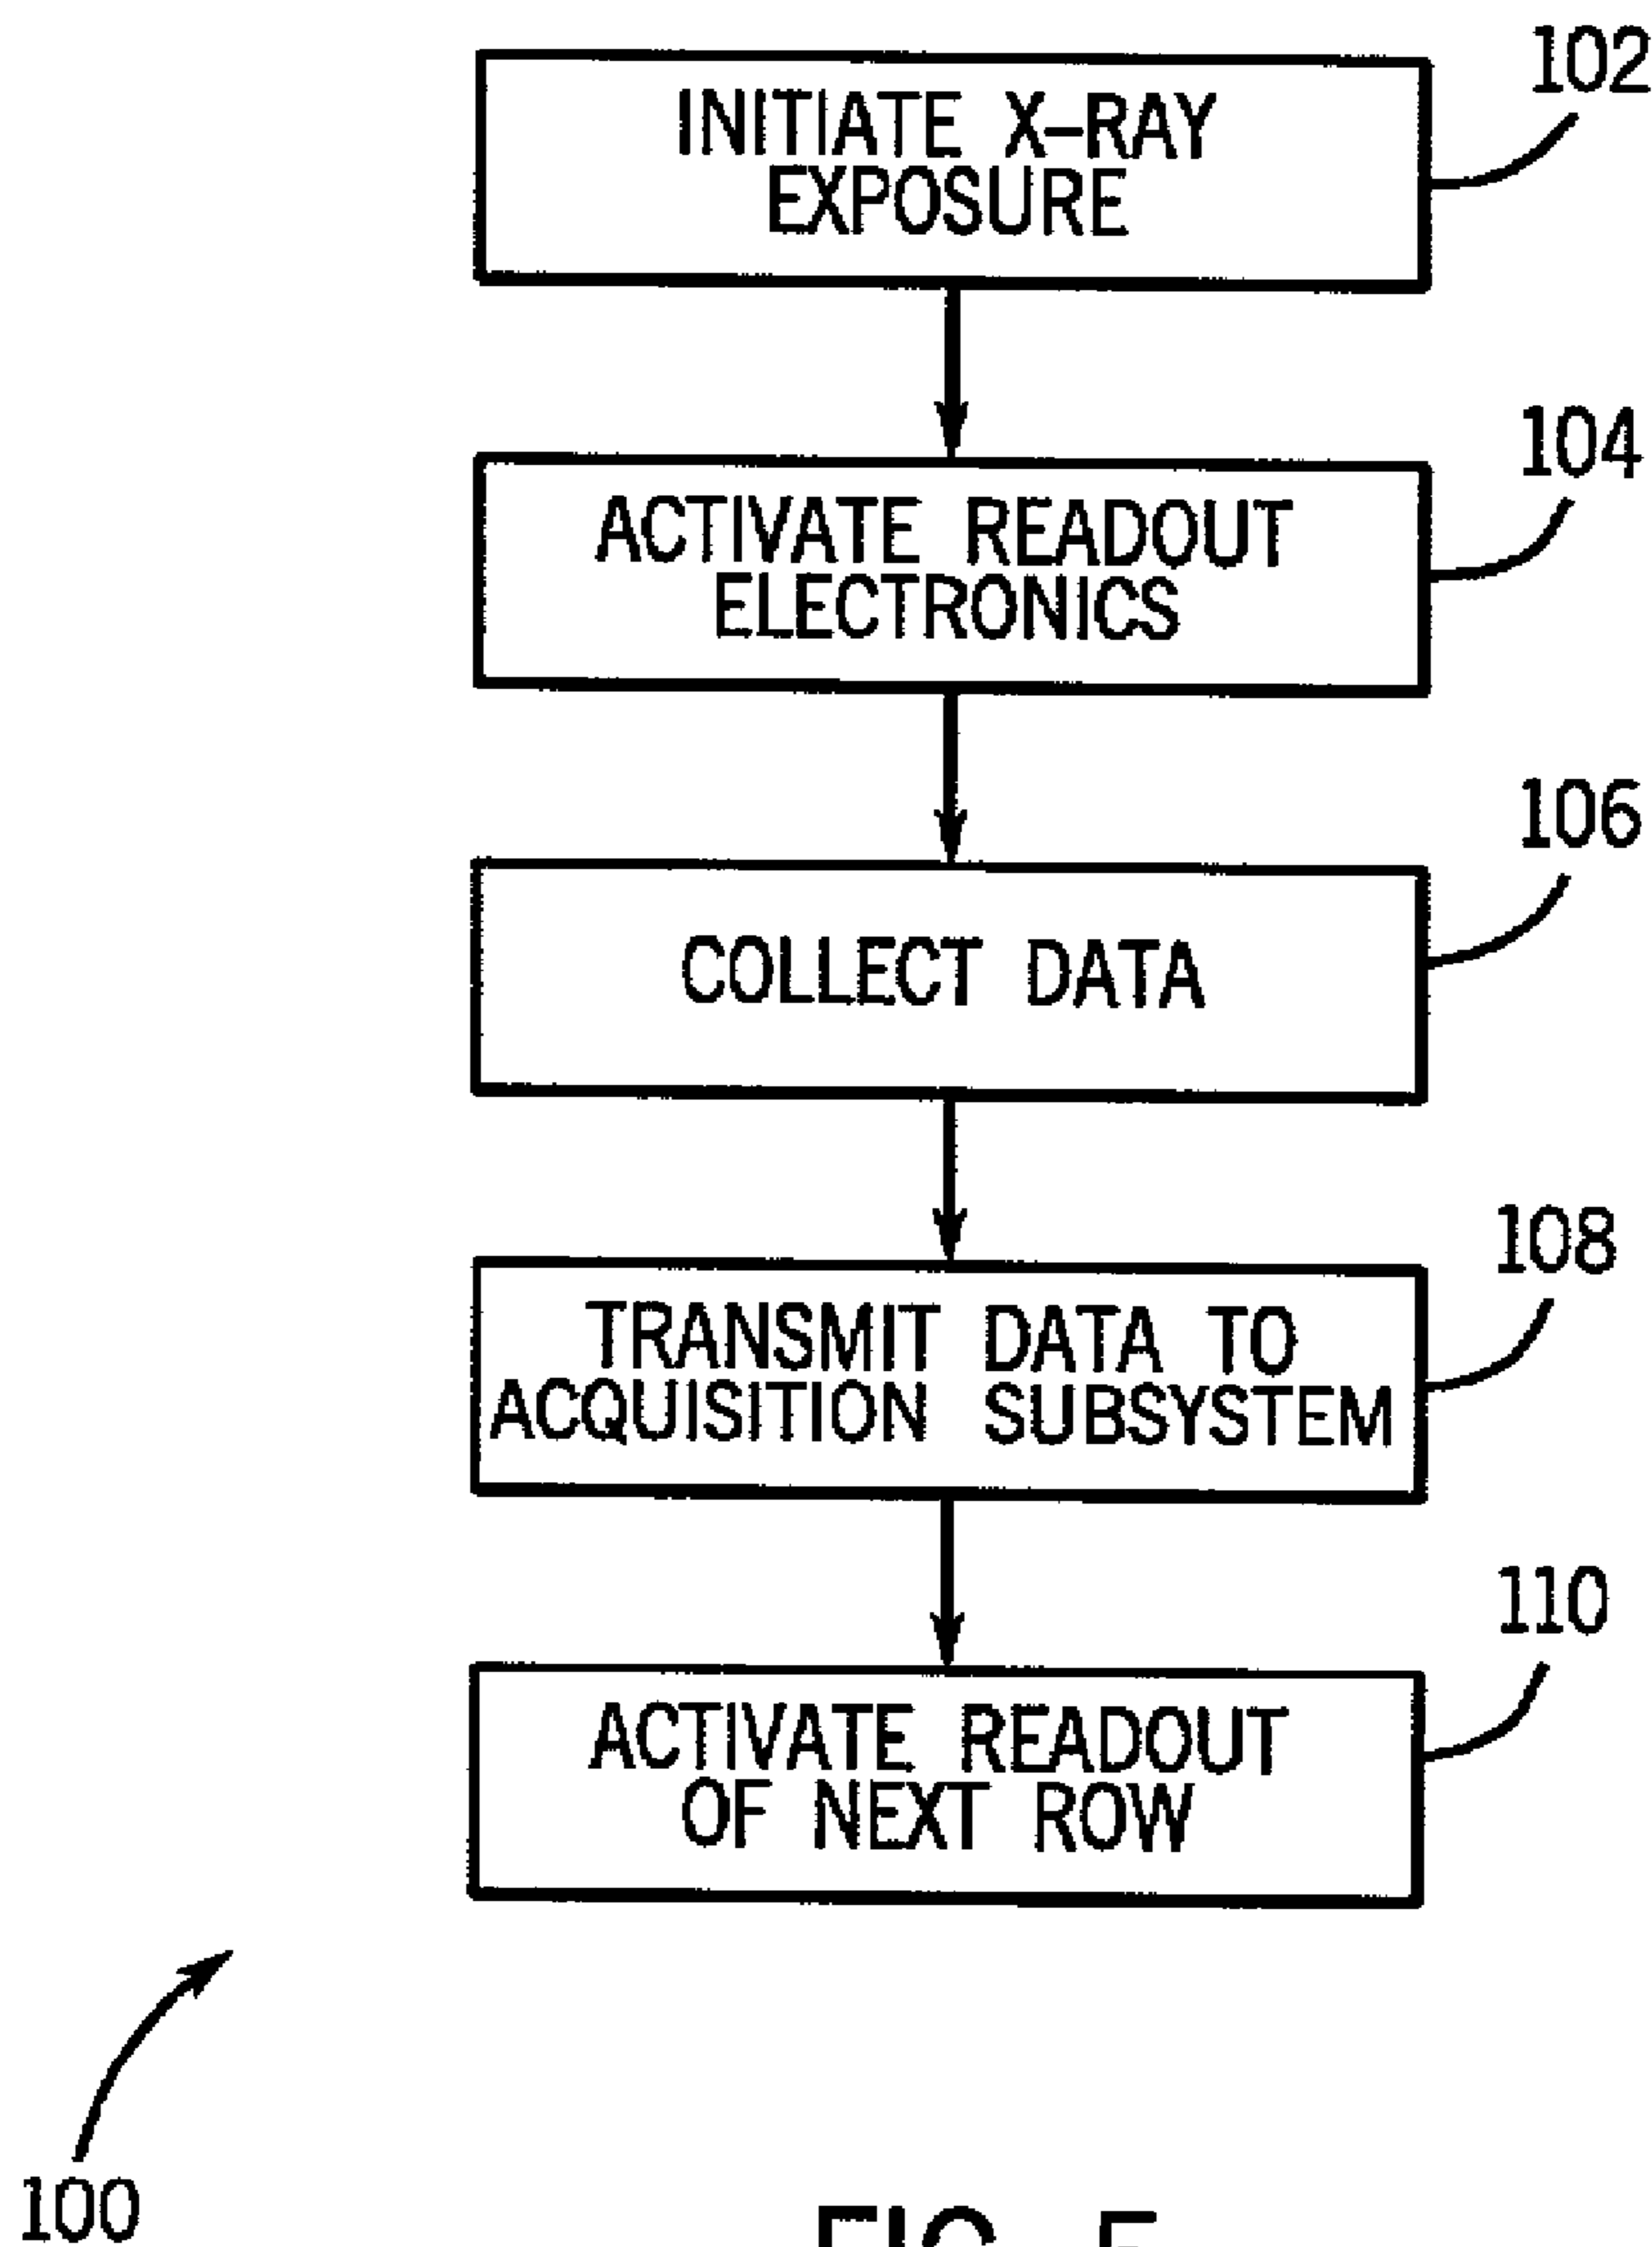 INITIATE X-RAY
EXPOSURE
102
ACTIVATE READOUT
ELECTRONICS
104
COLLECT DATA
106
TRANSMIT DATA TO
ACQUISITION SUBSYSTEM
108
ACTIVATE READOUT
OF NEXT ROW
110
100